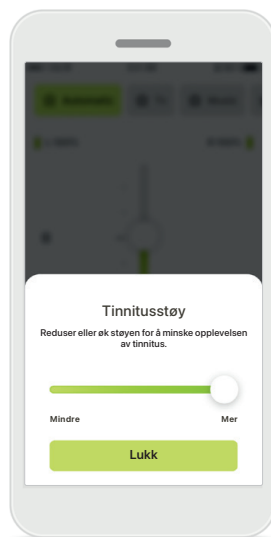 Tinnitusstøy
Reduser eller øk støyen for å minske opplevelsen
av tinnitus.
Mindre
Mer
Lukk